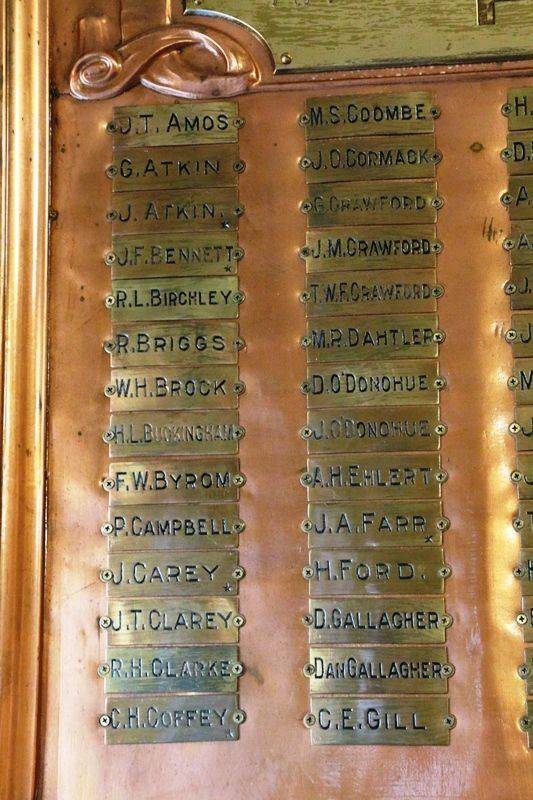 J.T. AMOS
G. ATKIN
J. ATKIN.
J.F. BENNETT
R.L. BIRCHLEY
R. BRIGGS
W.H. BROCK
H.L. BUCKINGHAM
F.W. BYROM
P. CAMPBELL
J. CAREY
J.T. CLAREY
R.H. CLARKE
C.H. COFFEY
M.S. COOMBE
J.O. CORMACK
G. CRAWFORD
J.M. CRAWFORD
T.W.F. CRAWFORD
M.P. DAHTLER
D. O'DONOHUE
J. O'DONOHUE
A.H. EHLERT
J.A. FARR
H. FORD.
D. GALLAGHER
DAN GALLAGHER
C.E. GILL